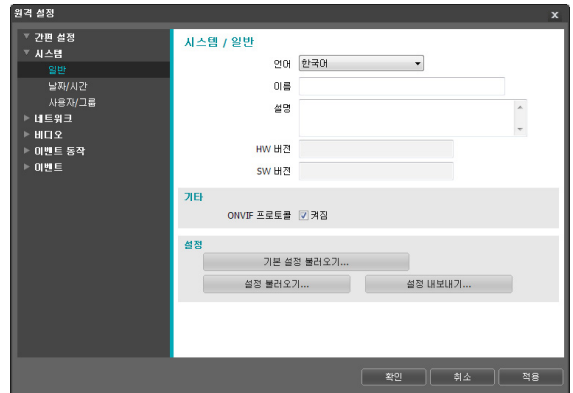 원격 설정
x
간편 설정
시스템
일반
날짜/시간
사용자/그룹
네트워크
비디오
이벤트 동작
이벤트
시스템 / 일반
언어 한국어
이름
설명
HW 버전
SW 버전
기타
ONVIF 프로토콜 켜짐
설정
기본 설정 불러오기...
설정 불러오기... 설정 내보내기...
확인 취소 적용